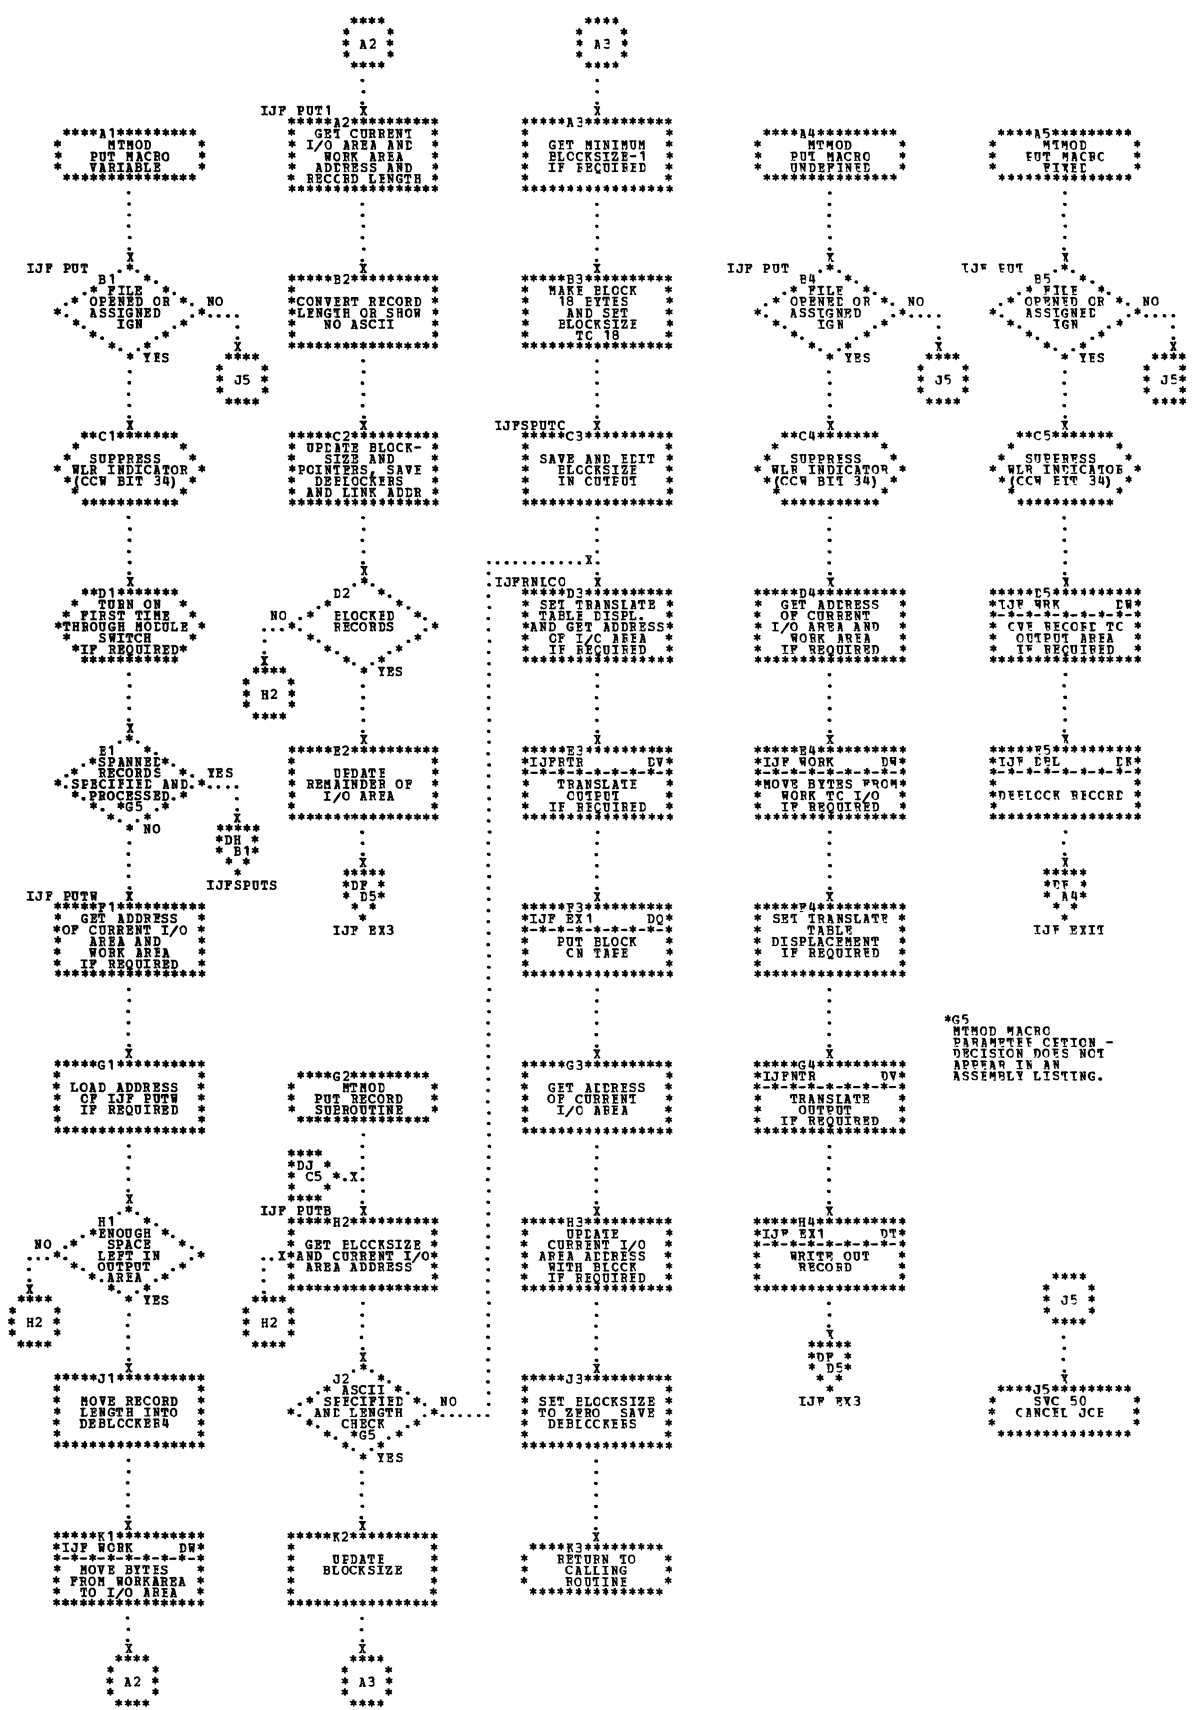 A2
A3
A1
MTMOD
PUT MACRO
VARIABLE
IJF PUT
B1
FILE
OPENED OR
ASSIGNED
IGN
NO
YES
J5
C1
SUPPRESS
WLR INDICATOR
(CCW BIT 34)
D1
TURN ON
FIRST TIME
THROUGH MODULE
SWITCH
IF REQUIRED
E1
SPANNED
RECORDS
SPECIFIED AND
PROCESSED.
*G5
YES
NO
DH
B1
IJFSPUTS
IJF PUTW
F1
GET ADDRESS
OF CURRENT I/O
AREA AND
WORK AREA
IF REQUIRED
G1
LOAD ADDRESS
OF IJF PUTW
IF REQUIRED
H1
ENOUGH
SPACE
LEFT IN
OUTPUT
AREA
NO
YES
H2
J1
MOVE RECORD
LENGTH INTO
DEBLOCKER4
K1
IJF WORK DW
MOVE BYTES
FROM WORKAREA
TO I/O AREA
A2
IJF PUT1
A2
GET CURRENT
I/O AREA AND
WORK AREA
ADDRESS AND
RECORD LENGTH
B2
CONVERT RECORD
LENGTH OR SHOW
NO ASCII
C2
UPDATE BLOCK-
SIZE AND
POINTERS, SAVE
DEBLOCKERS
AND LINK ADDR
D2
BLOCKED
RECORDS
NO
YES
H2
E2
UPDATE
REMAINDER OF
I/O AREA
DF
D5
IJF EX3
G2
MTMOD
PUT RECORD
SUBROUTINE
DJ
C5
IJF PUTB
H2
GET BLOCKSIZE
AND CURRENT I/O
AREA ADDRESS
H2
J2
ASCII
SPECIFIED
AND LENGTH
CHECK
*G5
NO
YES
K2
UPDATE
BLOCKSIZE
A3
A3
GET MINIMUM
BLOCKSIZE-1
IF REQUIRED
B3
MAKE BLOCK
18 BYTES
AND SET
BLOCKSIZE
TO 18
IJFSPUTC
C3
SAVE AND EDIT
BLOCKSIZE
IN OUTPUT
IJFRNLCO
D3
SET TRANSLATE
TABLE DISPL.
AND GET ADDRESS
OF I/O AREA
IF REQUIRED
E3
IJFRTR DV
TRANSLATE
OUTPUT
IF REQUIRED
F3
IJF EX1 DQ
PUT BLOCK
ON TAPE
G3
GET ADDRESS
OF CURRENT
I/O AREA
H3
UPDATE
CURRENT I/O
AREA ADDRESS
WITH BLOCK
IF REQUIRED
J3
SET BLOCKSIZE
TO ZERO SAVE
DEBLOCKERS
K3
RETURN TO
CALLING
ROUTINE
A4
MTMOD
PUT MACRO
UNDEFINED
IJF PUT
B4
FILE
OPENED OR
ASSIGNED
IGN
NO
YES
J5
C4
SUPPRESS
WLR INDICATOR
(CCW BIT 34)
D4
GET ADDRESS
OF CURRENT
I/O AREA AND
WORK AREA
IF REQUIRED
E4
IJF WORK DW
MOVE BYTES FROM
WORK TO I/O
IF REQUIRED
F4
SET TRANSLATE
TABLE
DISPLACEMENT
IF REQUIRED
G4
IJFNTR DV
TRANSLATE
OUTPUT
IF REQUIRED
H4
IJF EX1 DT
WRITE OUT
RECORD
DF
D5
IJF EX3
A5
MTMOD
PUT MACRO
FIXED
IJF PUT
B5
FILE
OPENED OR
ASSIGNED
IGN
NO
YES
J5
C5
SUPPRESS
WLR INDICATOR
(CCW BIT 34)
D5
IJF WRK DW
RECORD TO
OUTPUT AREA
IF REQUIRED
E5
IJF DBL DK
DEBLOCK RECORD
DF
A4
IJF EXIT
*G5
MTMOD MACRO
PARAMETER OPTION -
DECISION DOES NOT
APPEAR IN AN
ASSEMBLY LISTING.
J5
J5
SVC 50
CANCEL JOB